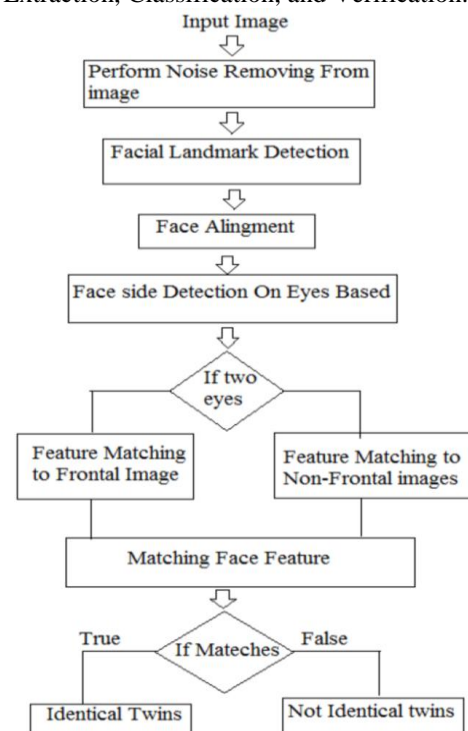 Extraction, Classification, and Verification.
Input Image
Perform Noise Removing From
image
Facial Landmark Detection
Face Alingment
Face side Detection On Eyes Based
If two
eyes
Feature Matching
to Frontal Image
Feature Matching to
Non-Frontal images
Matching Face Feature
True
If Mateches
False
Identical Twins
Not Identical twins